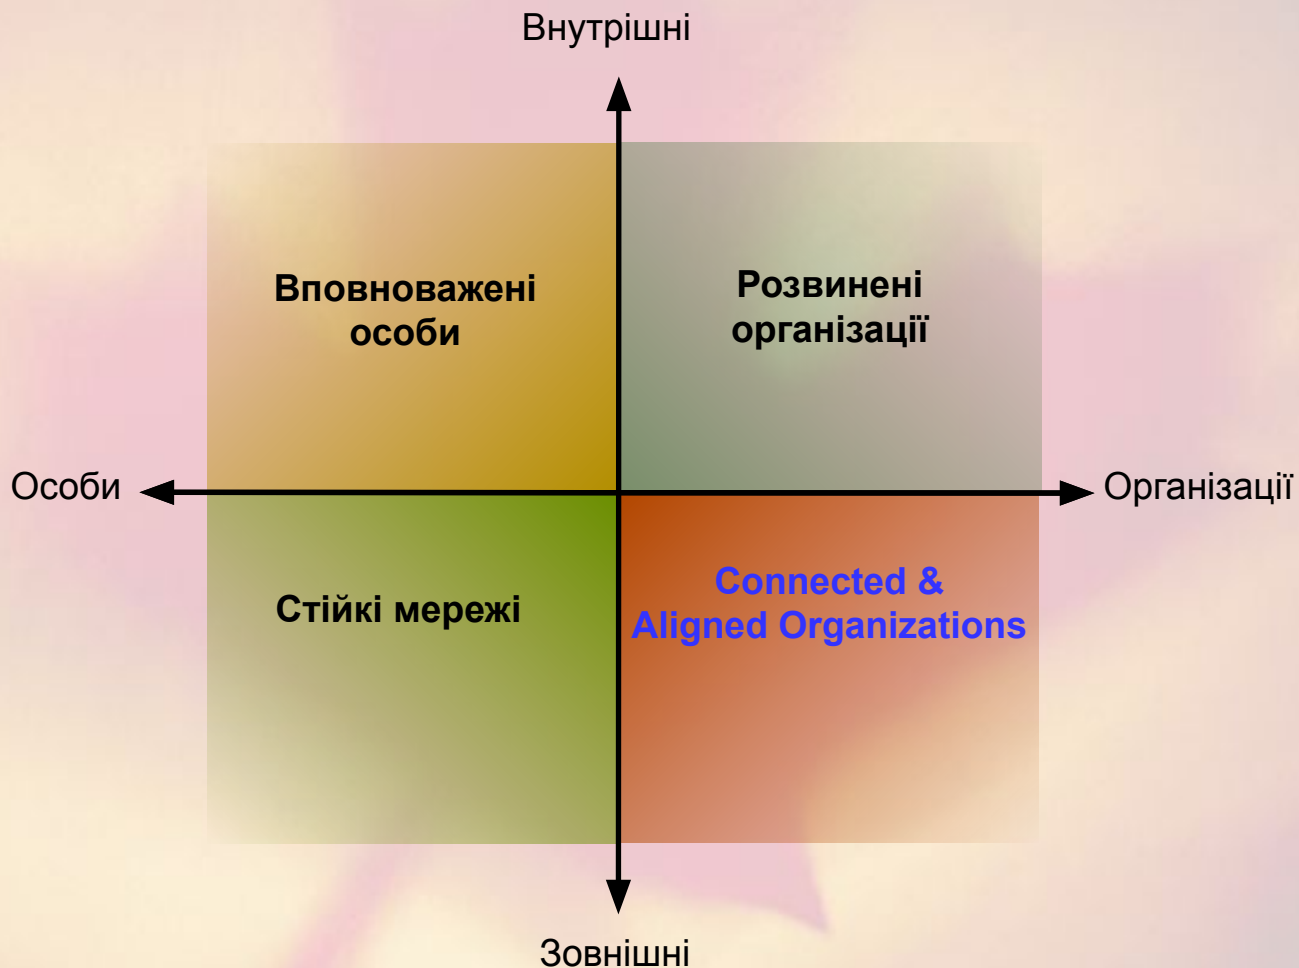 Внутрішні
Вповноважені
особи
Розвинені
організації
Особи
Організації
Стійкі мережі
Connected &
Aligned Organizations
Зовнішні